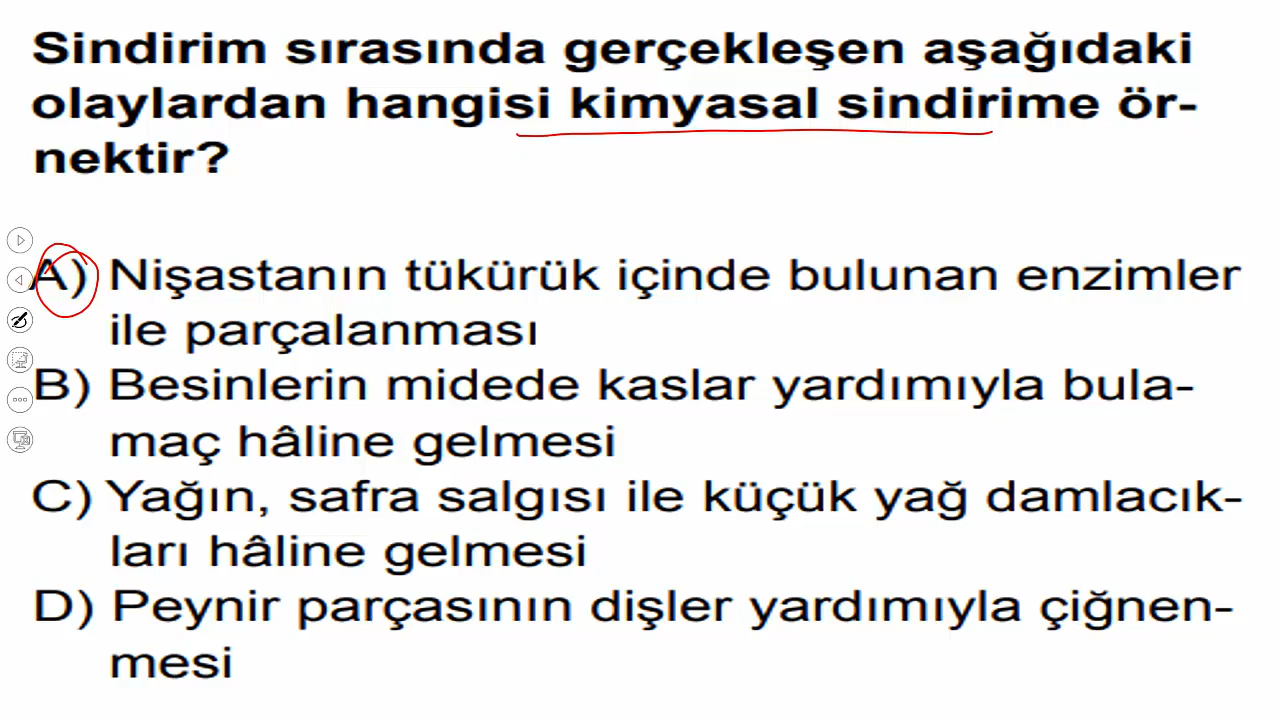 Sindirim sırasında gerçekleşen aşağıdaki
olaylardan hangisi kimyasal sindirime ör-
nektir?
A) Nişastanın tükürük içinde bulunan enzimler
ile parçalanması
B) Besinlerin midede kaslar yardımıyla bula-
maç hâline gelmesi
C) Yağın, safra salgısı ile küçük yağ damlacık-
ları hâline gelmesi
D) Peynir parçasının dişler yardımıyla çiğnen-
mesi